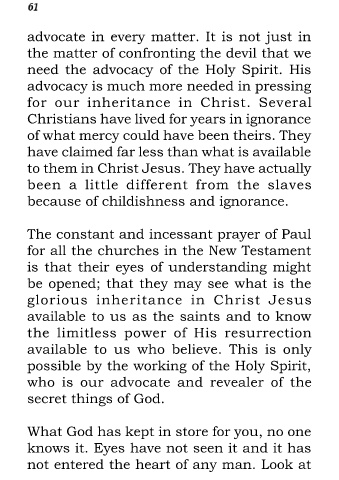 61
advocate in every matter. It is not just in
the matter of confronting the devil that we
need the advocacy of the Holy Spirit. His
advocacy is much more needed in pressing
for our inheritance in Christ. Several
Christians have lived for years in ignorance
of what mercy could have been theirs. They
have claimed far less than what is available
to them in Christ Jesus. They have actually
been a little different from the slaves
because of childishness and ignorance.
The constant and incessant prayer of Paul
for all the churches in the New Testament
is that their eyes of understanding might
be opened; that they may see what is the
glorious inheritance in Christ Jesus
available to us as the saints and to know
the limitless power of His resurrection
available to us who believe. This is only
possible by the working of the Holy Spirit,
who is our advocate and revealer of the
secret things of God.
What God has kept in store for you, no one
knows it. Eyes have not seen it and it has
not entered the heart of any man. Look at